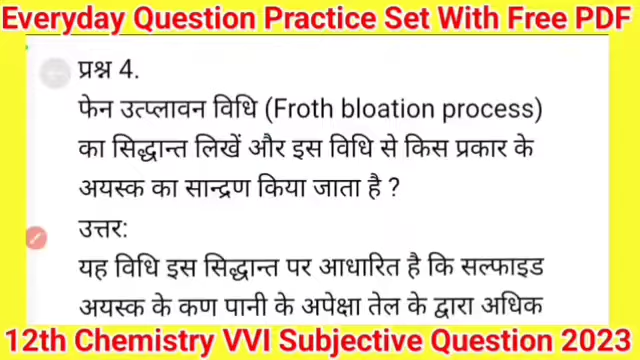 Everyday Question Practice Set With Free PDF
प्रश्न 4.
फेन उत्प्लावन विधि (Froth bloation process)
का सिद्धान्त लिखें और इस विधि से किस प्रकार के
अयस्क का सान्द्रण किया जाता है ?
उत्तर:
यह विधि इस सिद्धान्त पर आधारित है कि सल्फाइड
अयस्क के कण पानी के अपेक्षा तेल के द्वारा अधिक
12th Chemistry VVI Subjective Question 2023